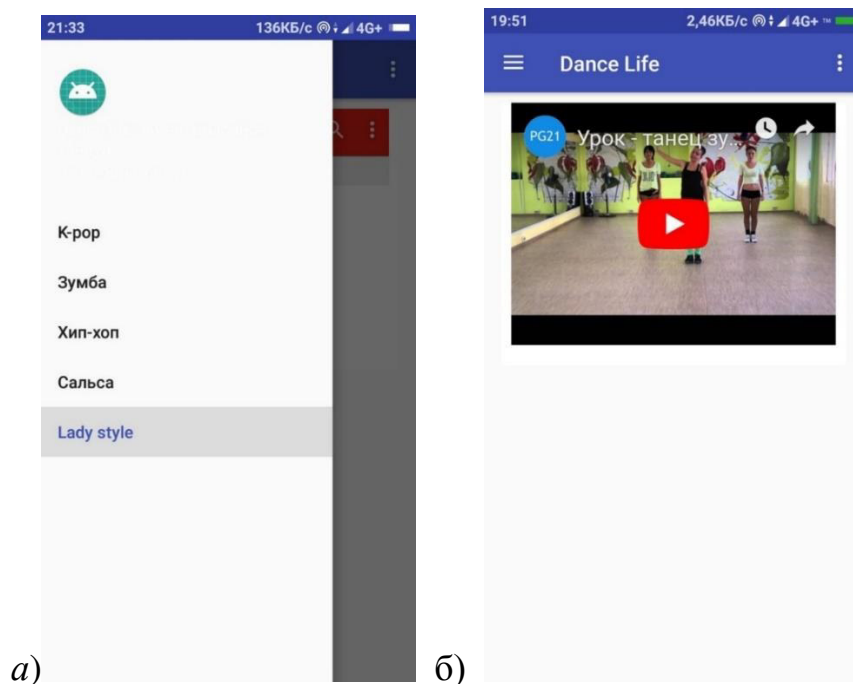 21:33
136КБ/с 4G+
K-pop
Зумба
Хип-хоп
Сальса
Lady style
а)
19:51
2,46КБ/с 4G+ ™
Dance Life
PG21 Урок - танец зу...
б)